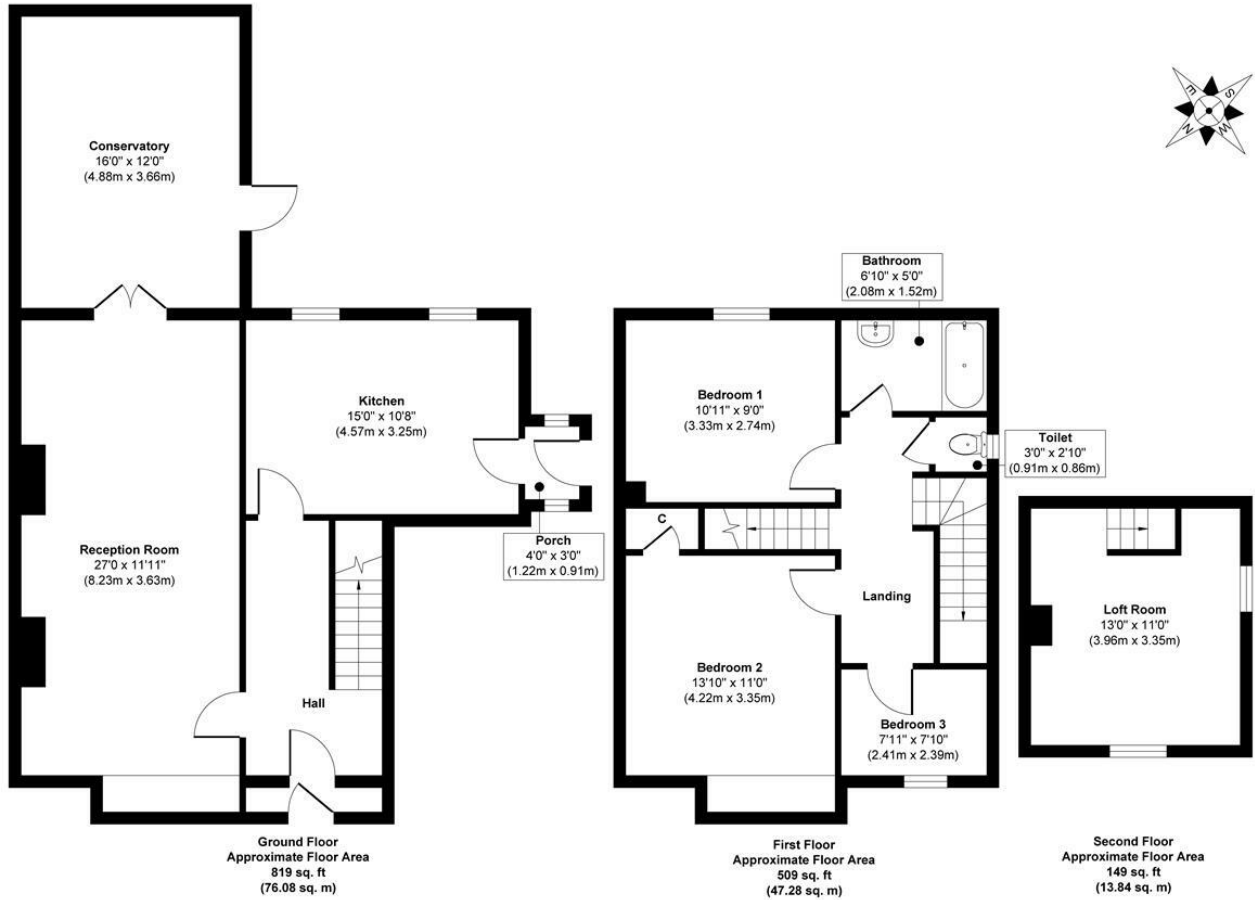 Conservatory
16'0" x 12'0"
(4.88m x 3.66m)
E
S
N
W
Bathroom
6'10" x 5'0"
(2.08m x 1.52m)
Kitchen
15'0" x 10'8"
(4.57m x 3.25m)
Bedroom 1
10'11" x 9'0"
(3.33m x 2.74m)
Toilet
3'0" x 2'10"
(0.91m x 0.86m)
Reception Room
27'0 x 11'11"
(8.23m x 3.63m)
Porch
4'0" x 3'0"
(1.22m x 0.91m)
C
Landing
Loft Room
13'0" x 11'0"
(3.96m x 3.35m)
Hall
Bedroom 2
13'10" x 11'0"
(4.22m x 3.35m)
Bedroom 3
7'11" x 7'10"
(2.41m x 2.39m)
Ground Floor
Approximate Floor Area
819 sq. ft
(76.08 sq. m)
First Floor
Approximate Floor Area
509 sq. ft
(47.28 sq. m)
Second Floor
Approximate Floor Area
149 sq. ft
(13.84 sq. m)